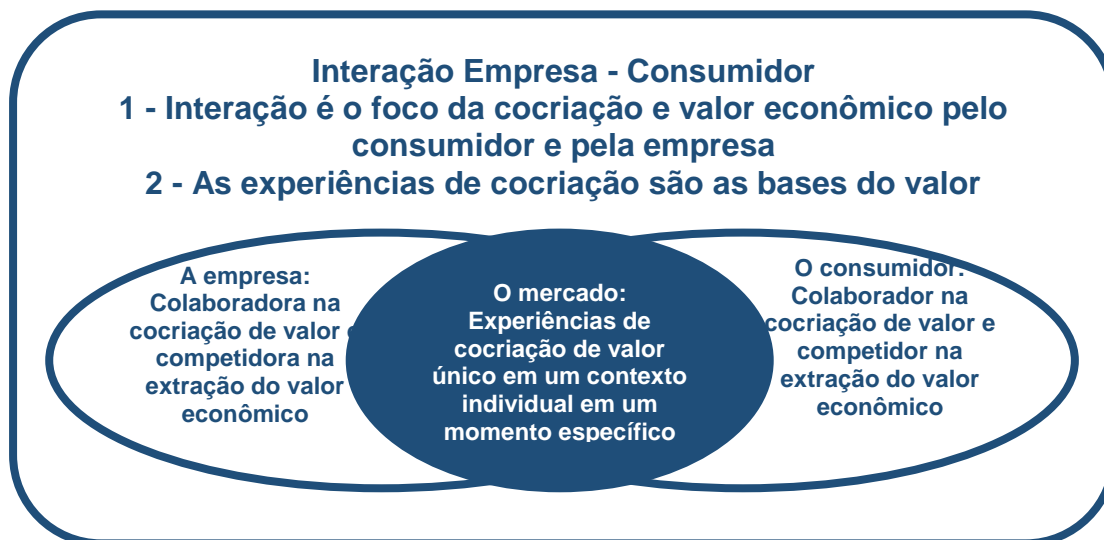 Interação Empresa - Consumidor
1 - Interação é o foco da cocriação e valor econômico pelo
consumidor e pela empresa
2 - As experiências de cocriação são as bases do valor
A empresa:
Colaboradora na
cocriação de valor e
competidora na
extração do valor
econômico
O mercado:
Experiências de
cocriação de valor
único em um contexto
individual em um
momento específico
O consumidor:
Colaborador na
cocriação de valor e
competidor na
extração do valor
econômico